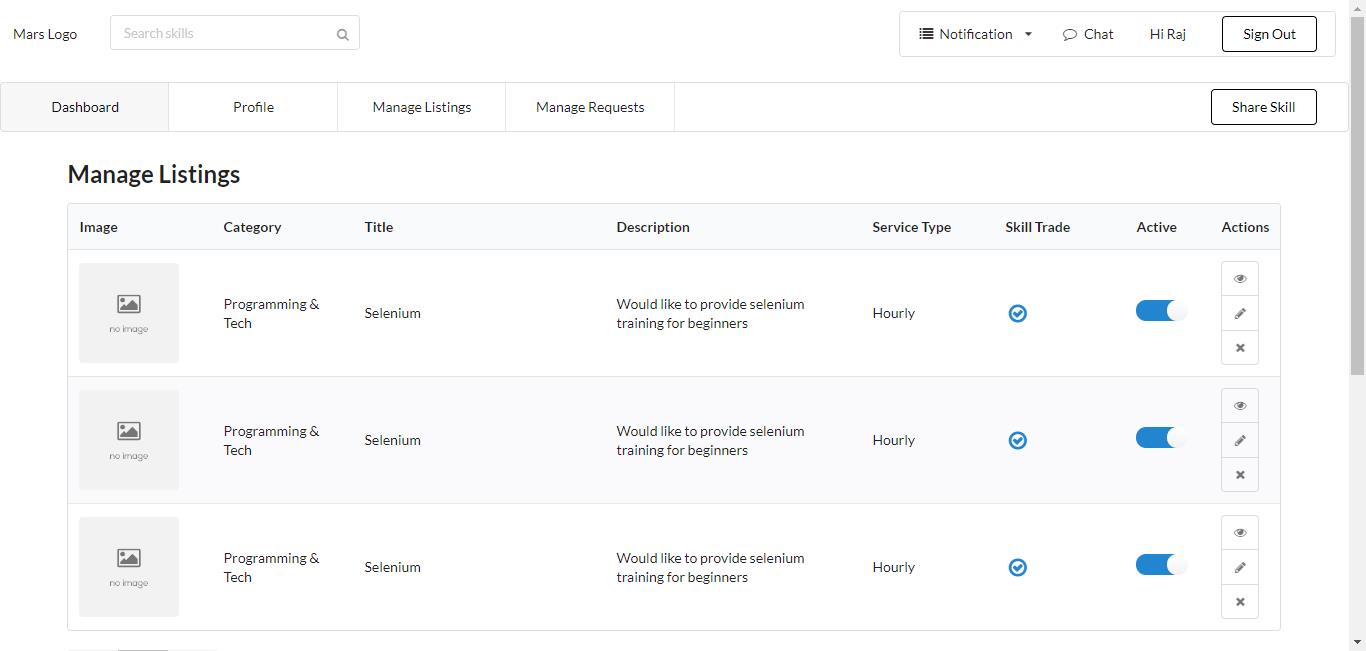 Mars Logo
Search skills
Notification
Chat
Hi Raj
Sign Out
Dashboard
Profile
Manage Listings
Manage Requests
Share Skill
Manage Listings
Image
Category
Title
Description
Service Type
Skill Trade
Active
Actions
no image
Programming &
Tech
Selenium
Would like to provide selenium
training for beginners
Hourly
no image
Programming &
Tech
Selenium
Would like to provide selenium
training for beginners
Hourly
no image
Programming &
Tech
Selenium
Would like to provide selenium
training for beginners
Hourly